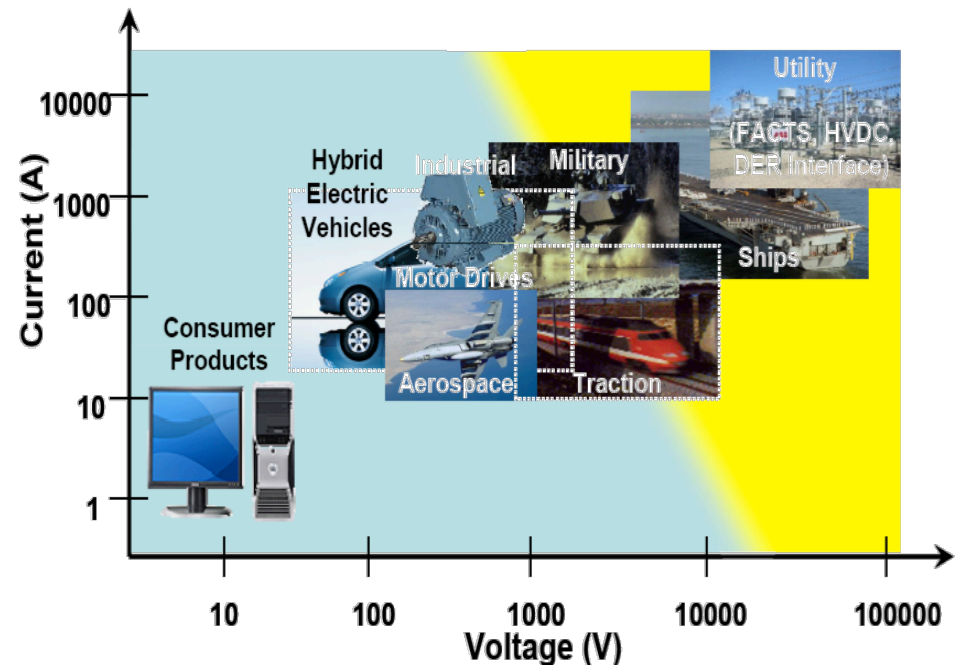 Current (A)
10000
1000
100
10
1
Utility
(FACTS, HVDC,
DER Interface)
Hybrid
Electric
Vehicles
Industrial
Motor Drives
Military
Ships
Consumer
Products
Aerospace
Traction
10
100
1000
10000
100000
Voltage (V)